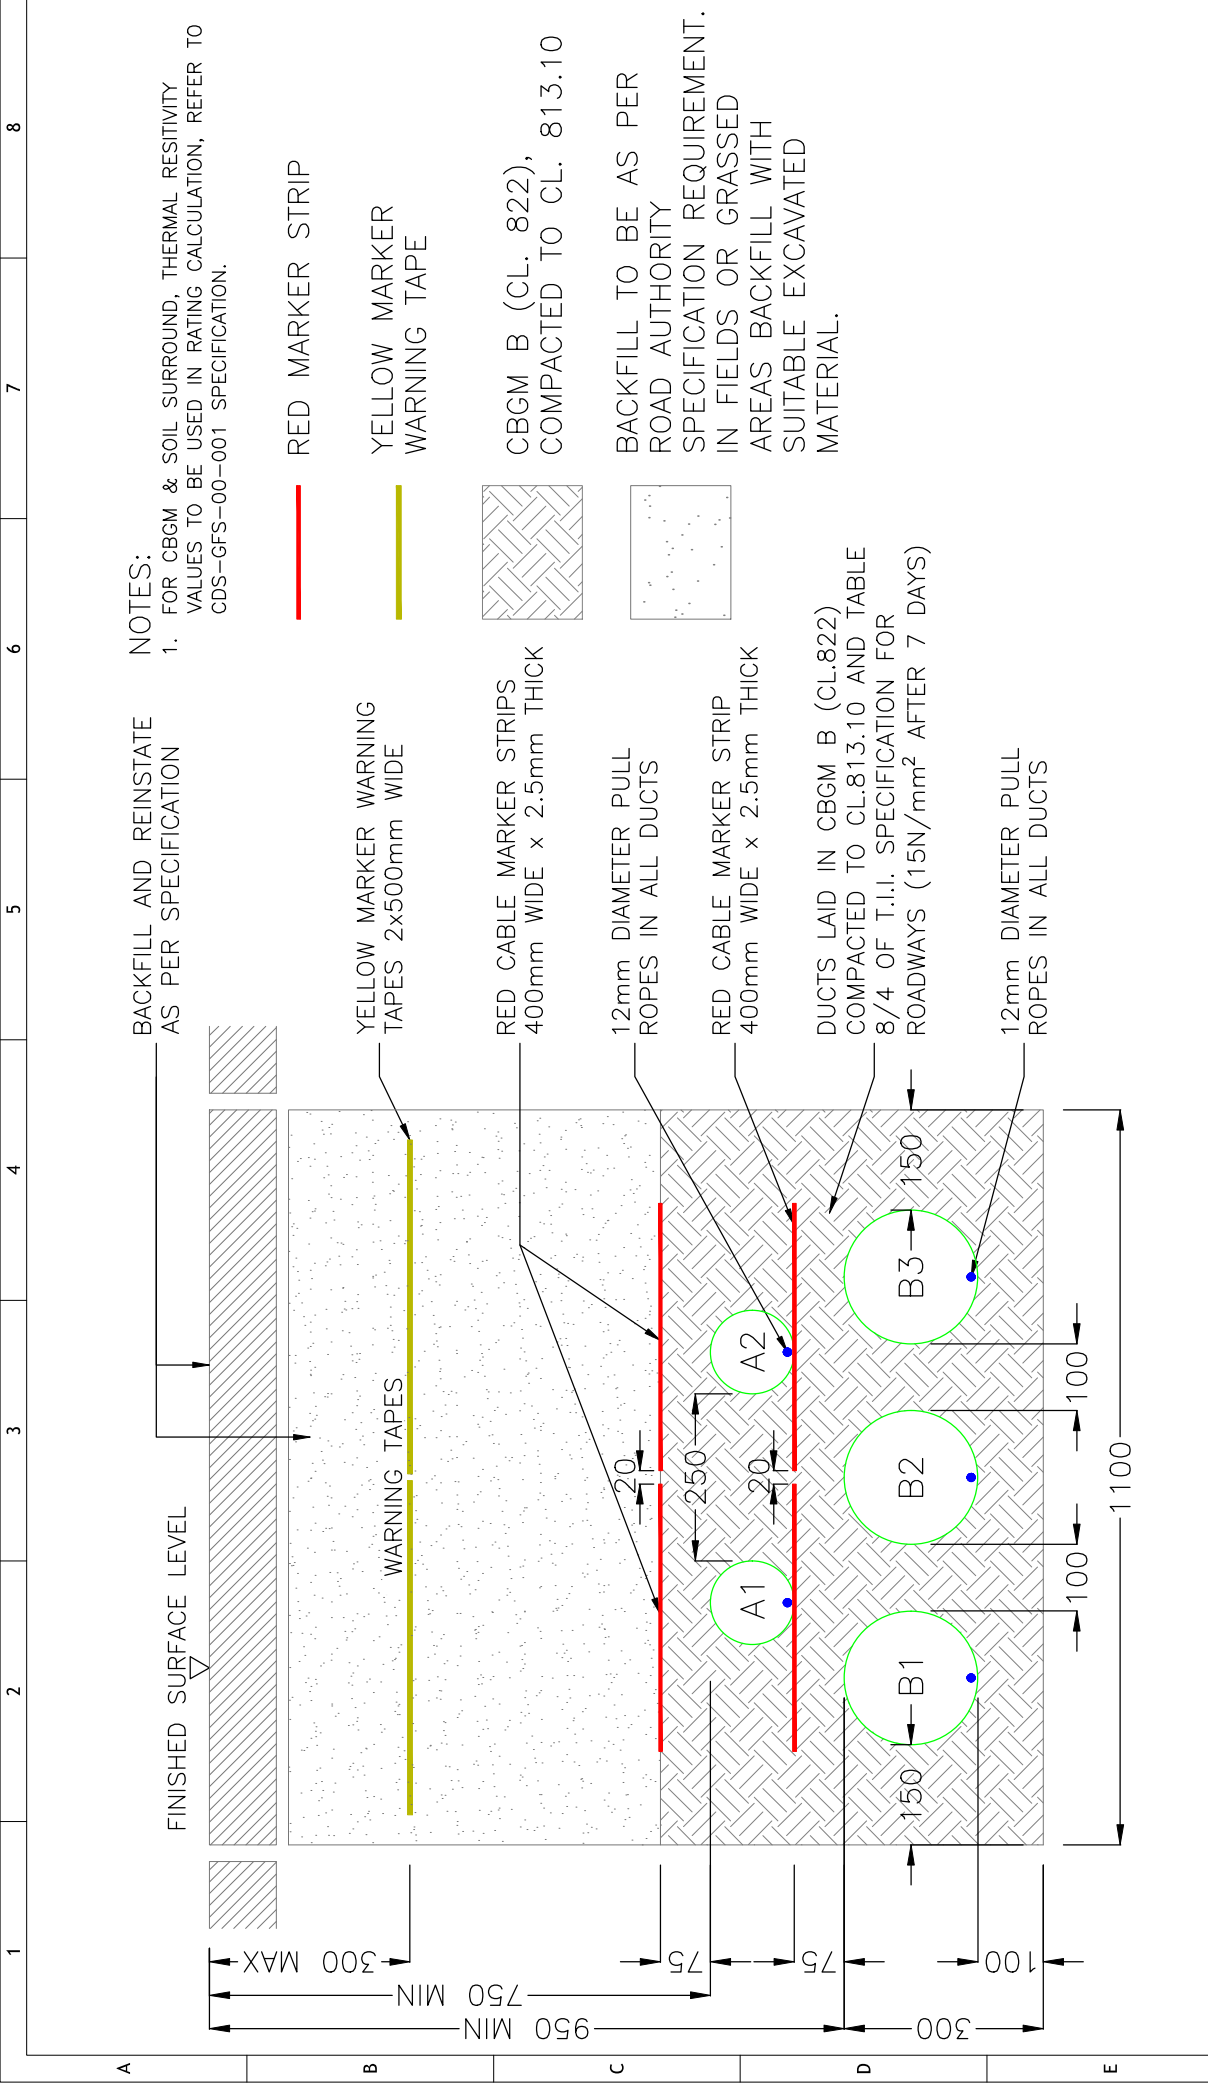 1
2
3
4
5
6
7
8
A
B
C
D
E
FINISHED SURFACE LEVEL
BACKFILL AND REINSTATE
AS PER SPECIFICATION
YELLOW MARKER WARNING
TAPES 2x500mm WIDE
RED CABLE MARKER STRIPS
400mm WIDE x 2.5mm THICK
12mm DIAMETER PULL
ROPES IN ALL DUCTS
RED CABLE MARKER STRIP
400mm WIDE x 2.5mm THICK
DUCTS LAID IN CBGM B (CL.822)
COMPACTED TO CL.813.10 AND TABLE
8/4 OF T.I.I. SPECIFICATION FOR
ROADWAYS (15N/mm² AFTER 7 DAYS)
12mm DIAMETER PULL
ROPES IN ALL DUCTS
WARNING TAPES
20
250
A1
A2
20
B1
B2
B3
150
150
100
100
1100
300 MAX
750 MIN
950 MIN
75
75
100
300
NOTES:
1. FOR CBGM & SOIL SURROUND, THERMAL RESITIVITY
VALUES TO BE USED IN RATING CALCULATION, REFER TO
CDS-GFS-00-001 SPECIFICATION.
RED MARKER STRIP
YELLOW MARKER
WARNING TAPE
CBGM B (CL. 822),
COMPACTED TO CL. 813.10
BACKFILL TO BE AS PER
ROAD AUTHORITY
SPECIFICATION REQUIREMENT.
IN FIELDS OR GRASSED
AREAS BACKFILL WITH
SUITABLE EXCAVATED
MATERIAL.